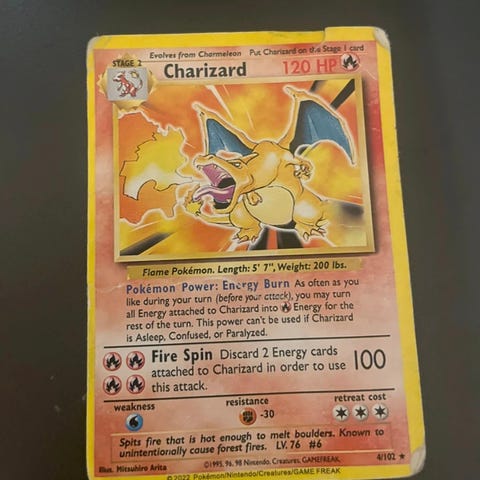 Evolves from Charmeleon Put Charizard on the Stage 1 card
STAGE 2
Charizard 120 HP
Flame Pokémon. Length: 5' 7", Weight: 200 lbs.
Pokémon Power: Energy Burn As often as you
like during your turn (before your attack), you may turn
all Energy attached to Charizard into Energy for the
rest of the turn. This power can't be used if Charizard
is Asleep, Confused, or Paralyzed.
Fire Spin Discard 2 Energy cards
attached to Charizard in order to use 100
this attack.
weakness resistance retreat cost
-30
Spits fire that is hot enough to melt boulders. Known to
unintentionally cause forest fires. LV. 76 #6
Illus. Mitsuhiro Arita ©1995, 96, 98 Nintendo, Creatures, GAMEFREAK. 4/102 ★
©2022 Pokémon/Nintendo/Creatures/GAME FREAK